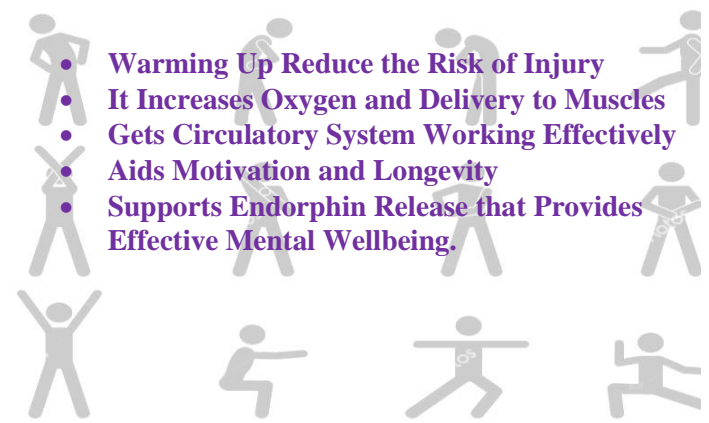 • Warming Up Reduce the Risk of Injury
• It Increases Oxygen and Delivery to Muscles
• Gets Circulatory System Working Effectively
• Aids Motivation and Longevity
• Supports Endorphin Release that Provides
Effective Mental Wellbeing.